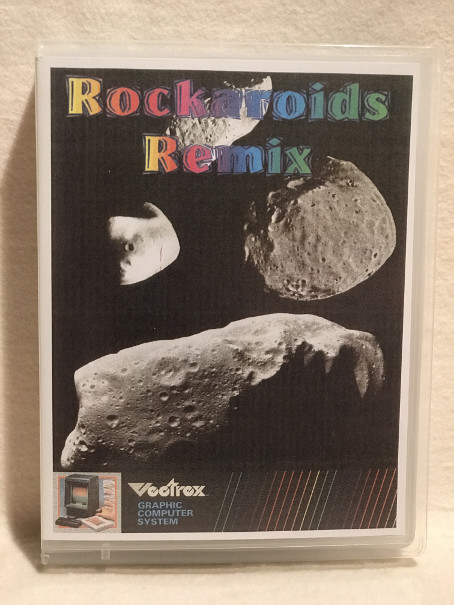 Rockaroids
Remix
Vectrex
GRAPHIC
COMPUTER
SYSTEM